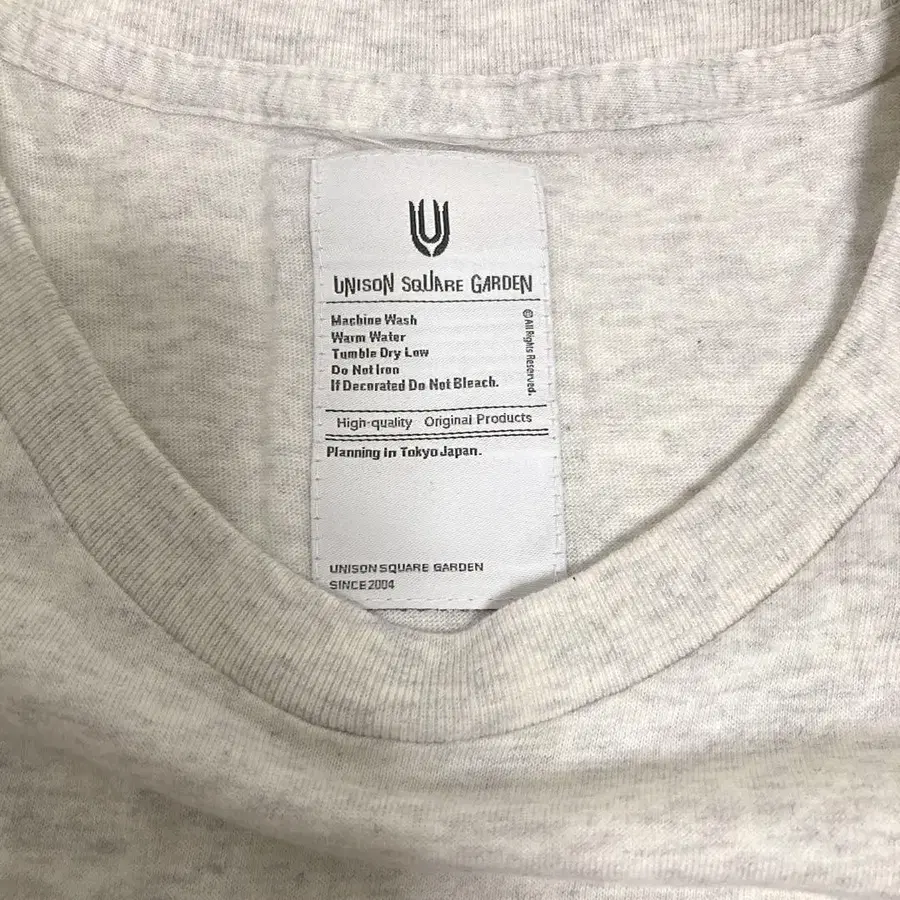 UNISON SQUARE GARDEN
Machine Wash
Warm Water
Tumble Dry Low
Do Not Iron
If Decorated Do Not Bleach.
©All Rights Reserved.
High-quality Original Products
Planning in Tokyo Japan.
UNISON SQUARE GARDEN
SINCE 2004